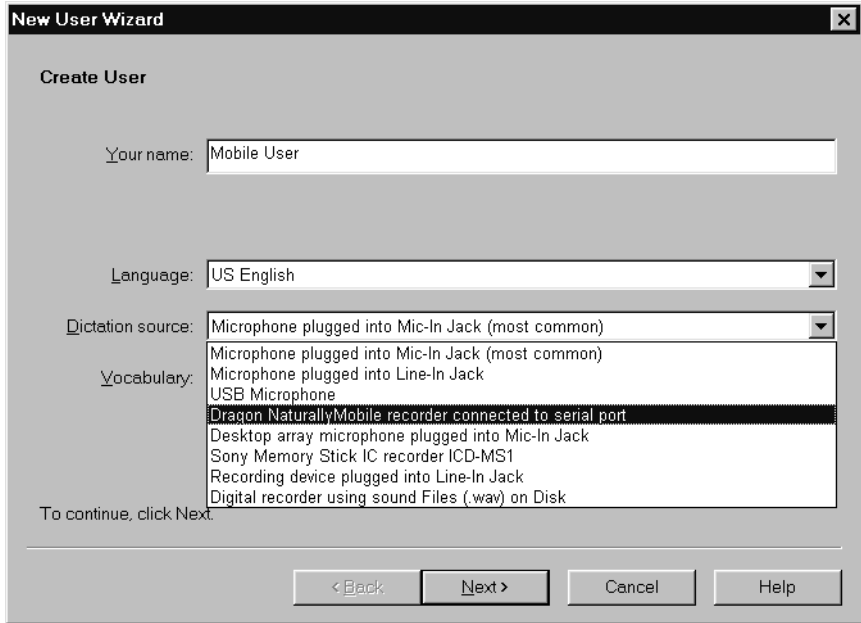 New User Wizard
Create User
Your name: Mobile User
Language: US English
Dictation source: Microphone plugged into Mic-In Jack (most common)
Microphone plugged into Mic-In Jack (most common)
Vocabulary: Microphone plugged into Line-In Jack
USB Microphone
Dragon NaturallyMobile recorder connected to serial port
Desktop array microphone plugged into Mic-In Jack
Sony Memory Stick IC recorder ICD-MS1
Recording device plugged into Line-In Jack
Digital recorder using sound Files (.wav) on Disk
To continue, click Next.
< Back Next > Cancel Help